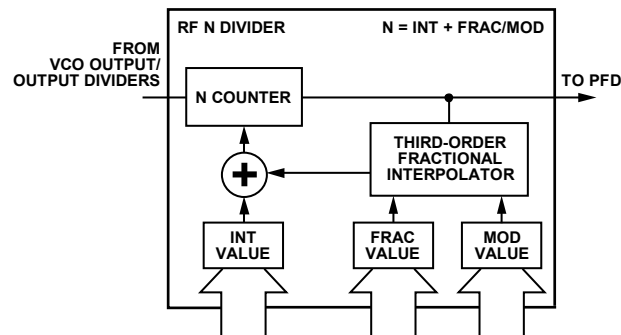 RF N DIVIDER
N = INT + FRAC/MOD
FROM
VCO OUTPUT/
OUTPUT DIVIDERS
N COUNTER
TO PFD
THIRD-ORDER
FRACTIONAL
INTERPOLATOR
+
INT
VALUE
FRAC
VALUE
MOD
VALUE